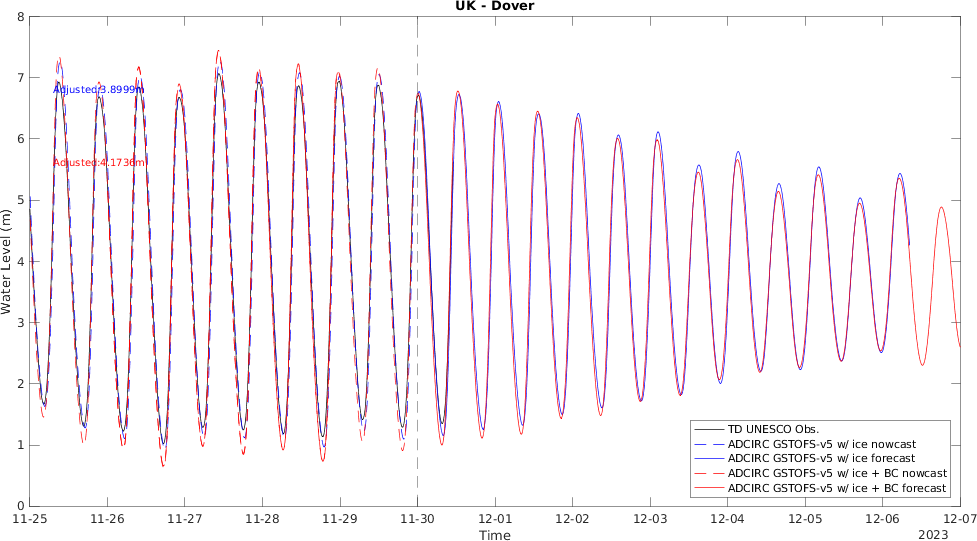 UK - Dover
8
7
6
5
4
3
2
1
0
Water Level (m)
Adjusted:3.8999m
Adjusted:4.1736m
TD UNESCO Obs.
ADCIRC GSTOFS-v5 w/ ice nowcast
ADCIRC GSTOFS-v5 w/ ice forecast
ADCIRC GSTOFS-v5 w/ ice + BC nowcast
ADCIRC GSTOFS-v5 w/ ice + BC forecast
11-25 11-26 11-27 11-28 11-29 11-30 12-01 12-02 12-03 12-04 12-05 12-06 12-07
Time
2023